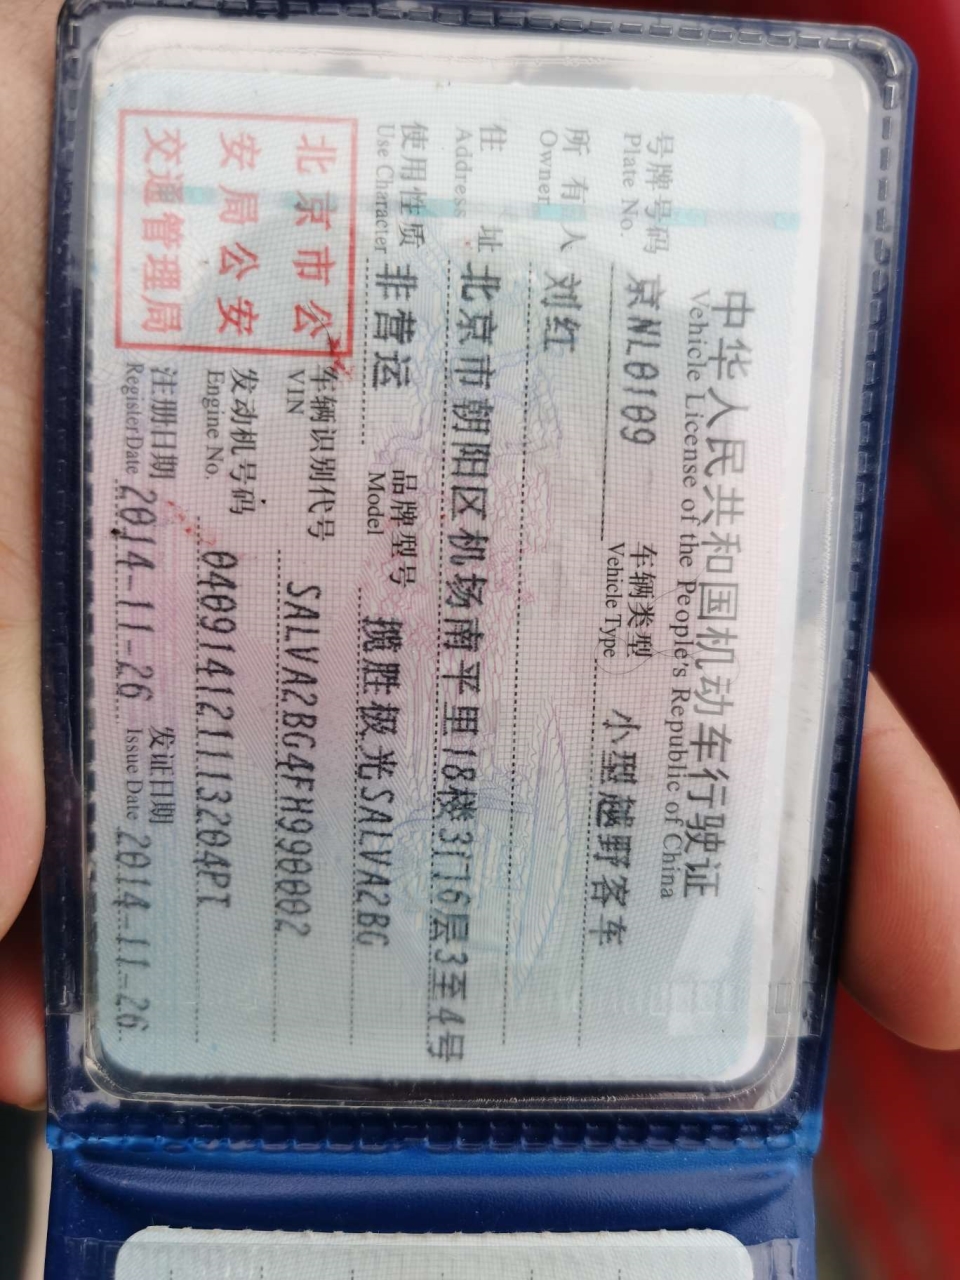 中华人民共和国机动车行驶证
Vehicle License of the People's Republic of China
号牌号码 京NL0109 车辆类型 小型越野客车
Plate No. Vehicle Type
所有人 刘红
Owner
住址 北京市朝阳区机场南平里18楼3门6层3至4号
Address
使用性质 非营运 品牌型号 揽胜极光SALVA2BG
Use Character Model
北京市公
安局公安
交通管理局
车辆识别代号 SALVA2BG4FH990002
VIN
发动机号码 040914121113204PT
Engine No.
注册日期 2014-11-26 发证日期 2014-11-26
Register Date Issue Date